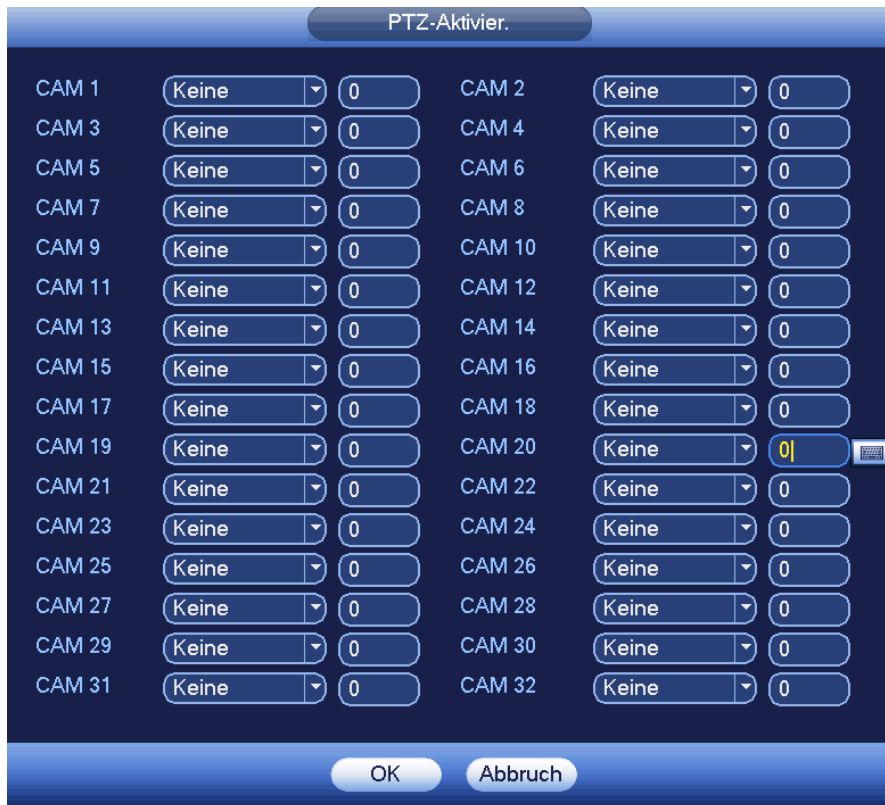 PTZ-Aktivier.
CAM 1 Keine 0 CAM 2 Keine 0
CAM 3 Keine 0 CAM 4 Keine 0
CAM 5 Keine 0 CAM 6 Keine 0
CAM 7 Keine 0 CAM 8 Keine 0
CAM 9 Keine 0 CAM 10 Keine 0
CAM 11 Keine 0 CAM 12 Keine 0
CAM 13 Keine 0 CAM 14 Keine 0
CAM 15 Keine 0 CAM 16 Keine 0
CAM 17 Keine 0 CAM 18 Keine 0
CAM 19 Keine 0 CAM 20 Keine 0
CAM 21 Keine 0 CAM 22 Keine 0
CAM 23 Keine 0 CAM 24 Keine 0
CAM 25 Keine 0 CAM 26 Keine 0
CAM 27 Keine 0 CAM 28 Keine 0
CAM 29 Keine 0 CAM 30 Keine 0
CAM 31 Keine 0 CAM 32 Keine 0
OK Abbruch